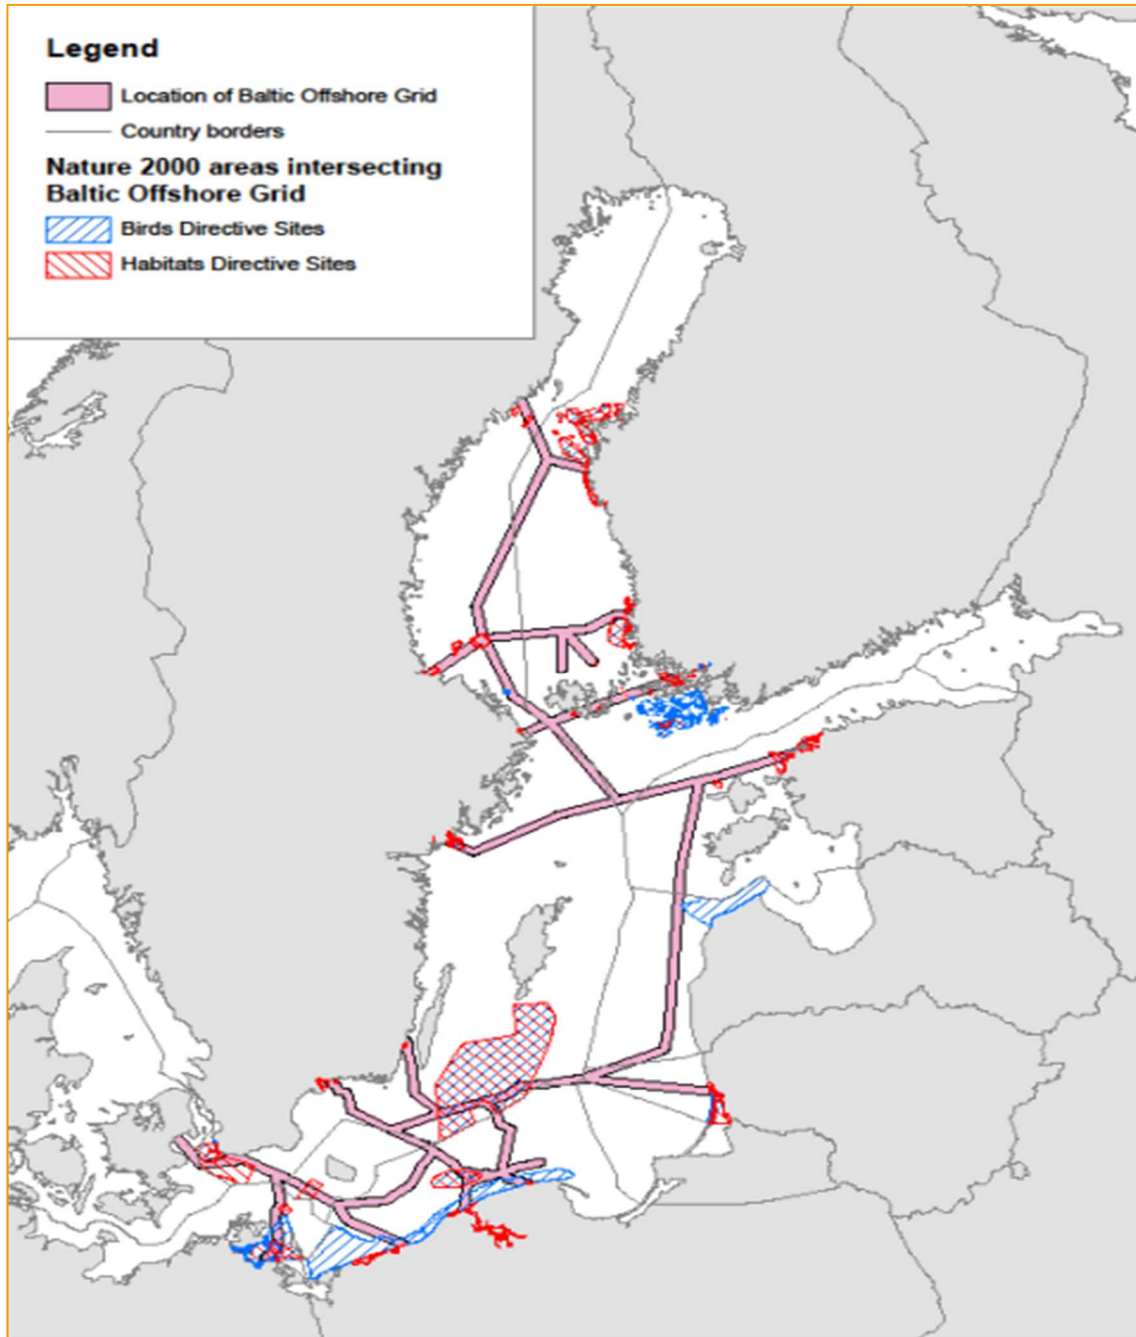 Legend
Location of Baltic Offshore Grid
Country borders
Nature 2000 areas intersecting
Baltic Offshore Grid
Birds Directive Sites
Habitats Directive Sites